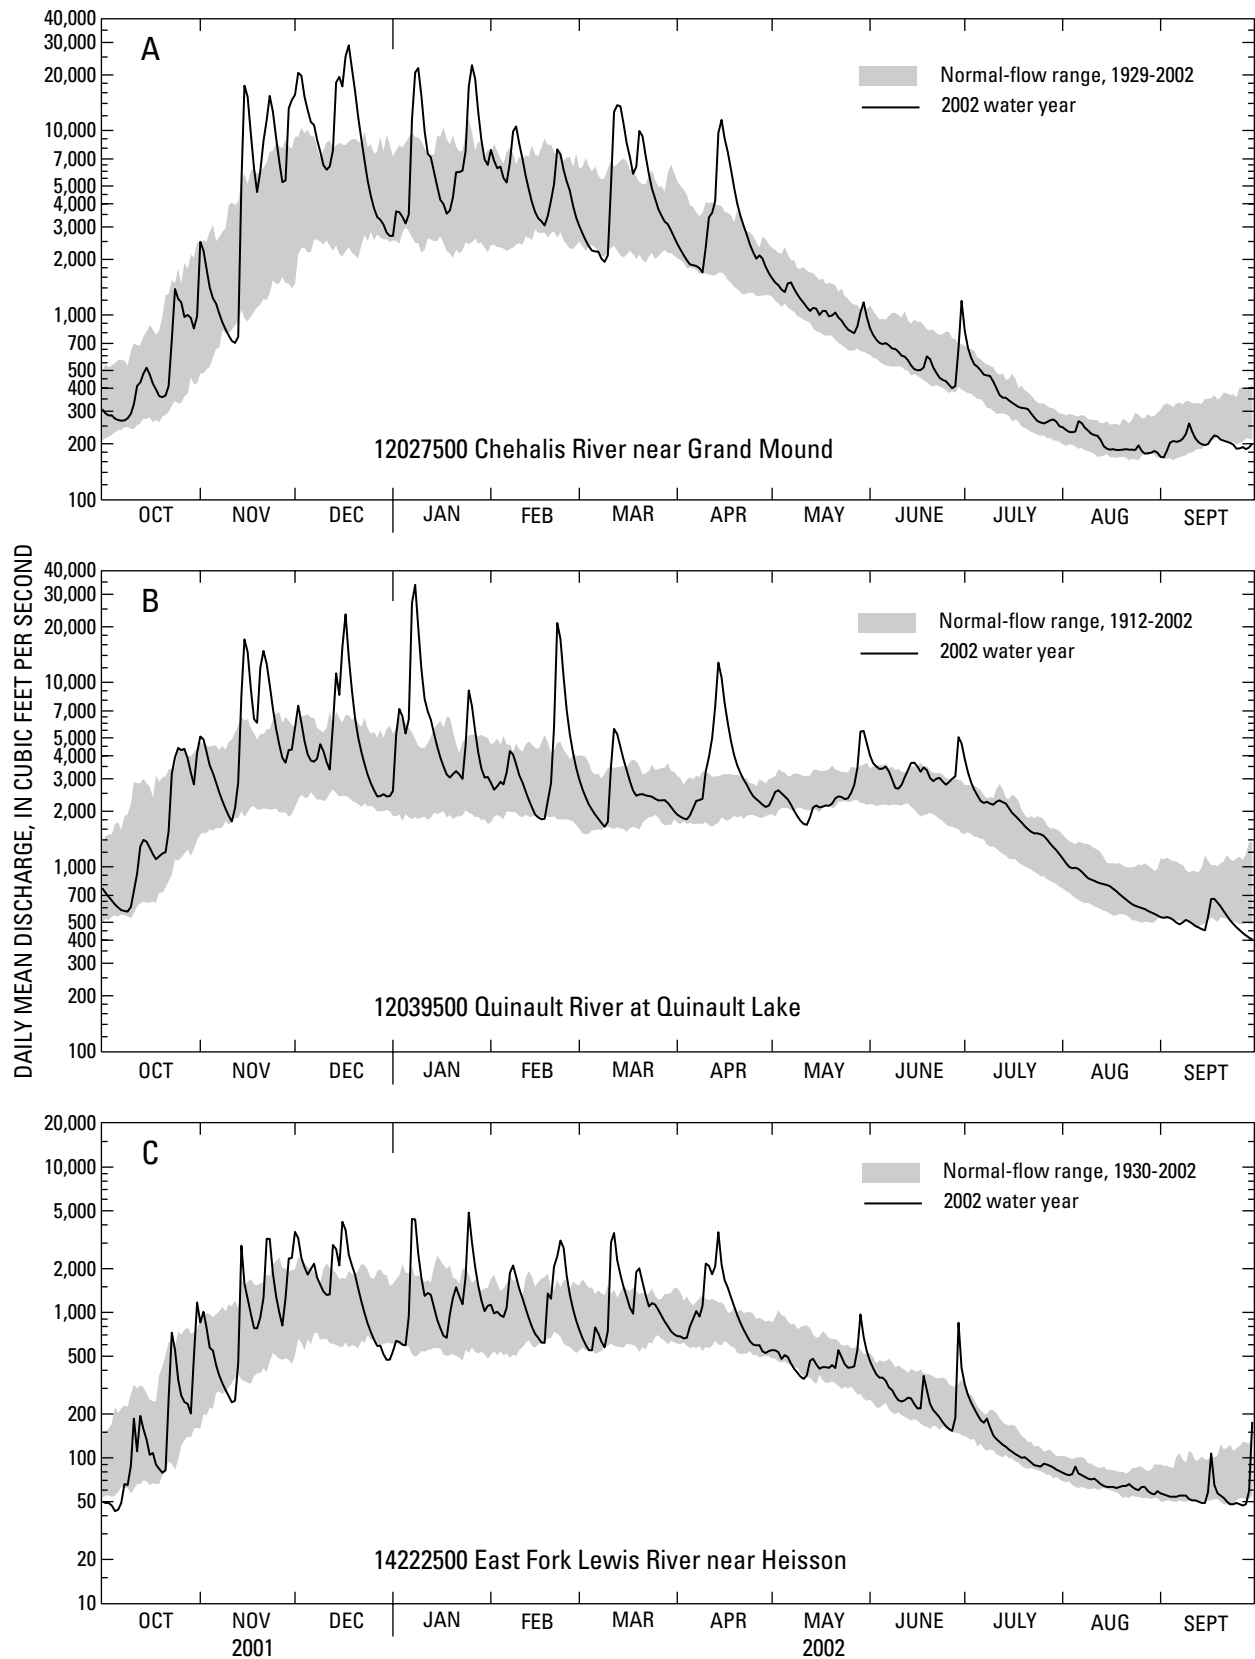 DAILY MEAN DISCHARGE, IN CUBIC FEET PER SECOND
A
Normal-flow range, 1929-2002
2002 water year
40,000
30,000
20,000
10,000
7,000
5,000
4,000
3,000
2,000
1,000
700
500
400
300
200
100
12027500 Chehalis River near Grand Mound
OCT NOV DEC JAN FEB MAR APR MAY JUNE JULY AUG SEPT
B
Normal-flow range, 1912-2002
2002 water year
40,000
30,000
20,000
10,000
7,000
5,000
4,000
3,000
2,000
1,000
700
500
400
300
200
100
12039500 Quinault River at Quinault Lake
OCT NOV DEC JAN FEB MAR APR MAY JUNE JULY AUG SEPT
C
Normal-flow range, 1930-2002
2002 water year
20,000
10,000
5,000
2,000
1,000
500
200
100
50
20
10
14222500 East Fork Lewis River near Heisson
OCT NOV DEC JAN FEB MAR APR MAY JUNE JULY AUG SEPT
2001 2002